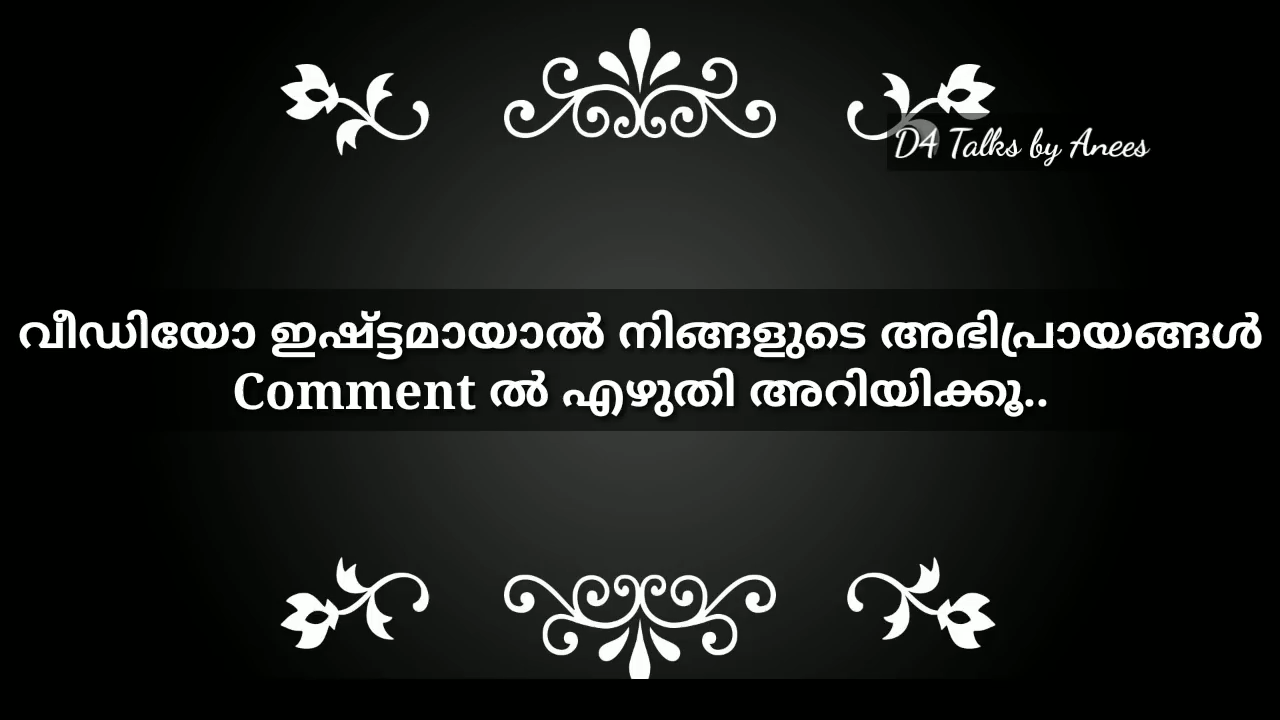 D4 Talks by Anees
വീഡിയോ ഇഷ്ട്ടമായാൽ നിങ്ങളുടെ അഭിപ്രായങ്ങൾ
Comment ൽ എഴുതി അറിയിക്കൂ..